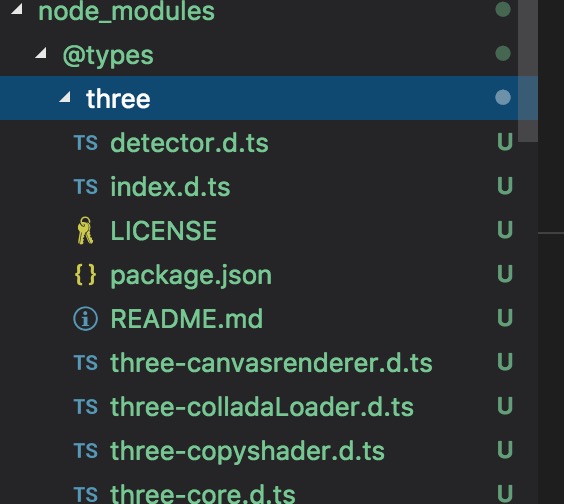 node_modules
@types
three
TS detector.d.ts U
TS index.d.ts U
LICENSE U
{ } package.json U
README.md U
TS three-canvasrenderer.d.ts U
TS three-colladaLoader.d.ts U
TS three-copyshader.d.ts U
TS three-core.d.ts U